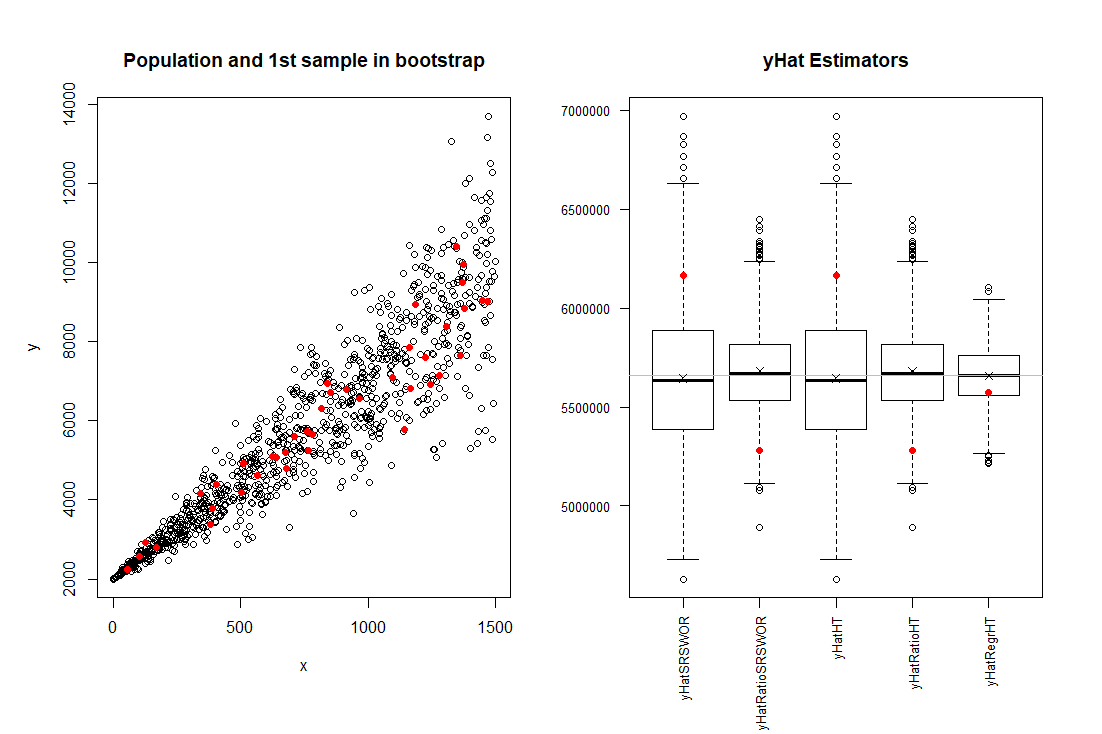 Population and 1st sample in bootstrap
y
14000
12000
10000
8000
6000
4000
2000
0
500
1000
1500
x
yHat Estimators
7000000
6500000
6000000
5500000
5000000
yHatSRSWOR
yHatRatioSRSWOR
yHatHT
yHatRatioHT
yHatRegrHT